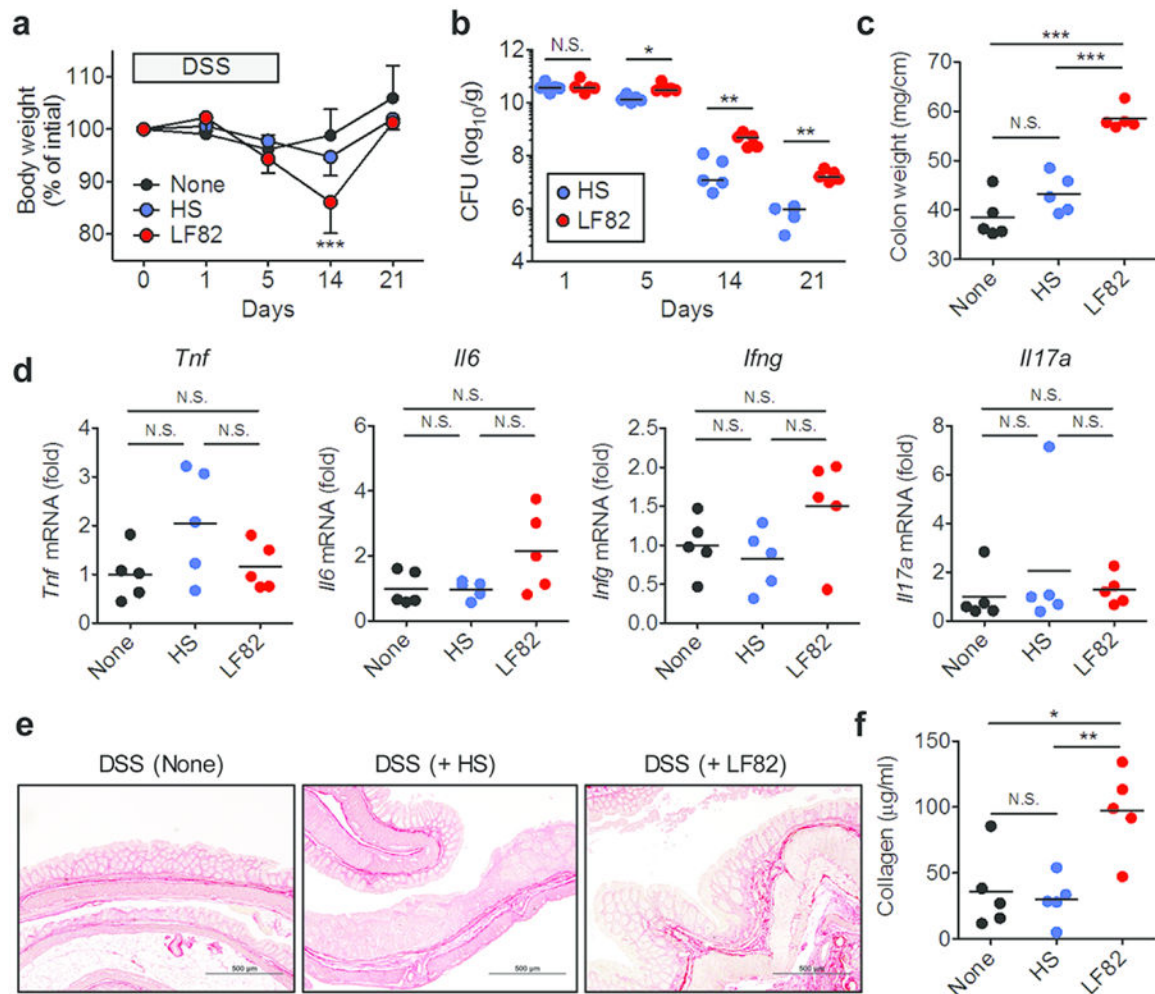 a
DSS
Body weight
(% of intial)
120
110
100
90
80
None
HS
LF82
***
0 1 5 14 21
Days
b
CFU (log10/g)
12
10
8
6
4
N.S.
*
**
**
HS
LF82
1 5 14 21
Days
c
Colon weight (mg/cm)
70
60
50
40
30
***
***
N.S.
None HS LF82
d
Tnf
Tnf mRNA (fold)
4
3
2
1
0
N.S.
N.S. N.S.
None HS LF82
Il6
Il6 mRNA (fold)
6
4
2
0
N.S.
N.S. N.S.
None HS LF82
Ifng
Infg mRNA (fold)
2.5
2.0
1.5
1.0
0.5
0.0
N.S.
N.S. N.S.
None HS LF82
Il17a
Il17a mRNA (fold)
8
6
4
2
0
N.S.
N.S. N.S.
None HS LF82
e
DSS (None)
DSS (+ HS)
DSS (+ LF82)
500 µm
500 µm
500 µm
f
Collagen (µg/ml)
150
100
50
0
*
**
N.S.
None HS LF82